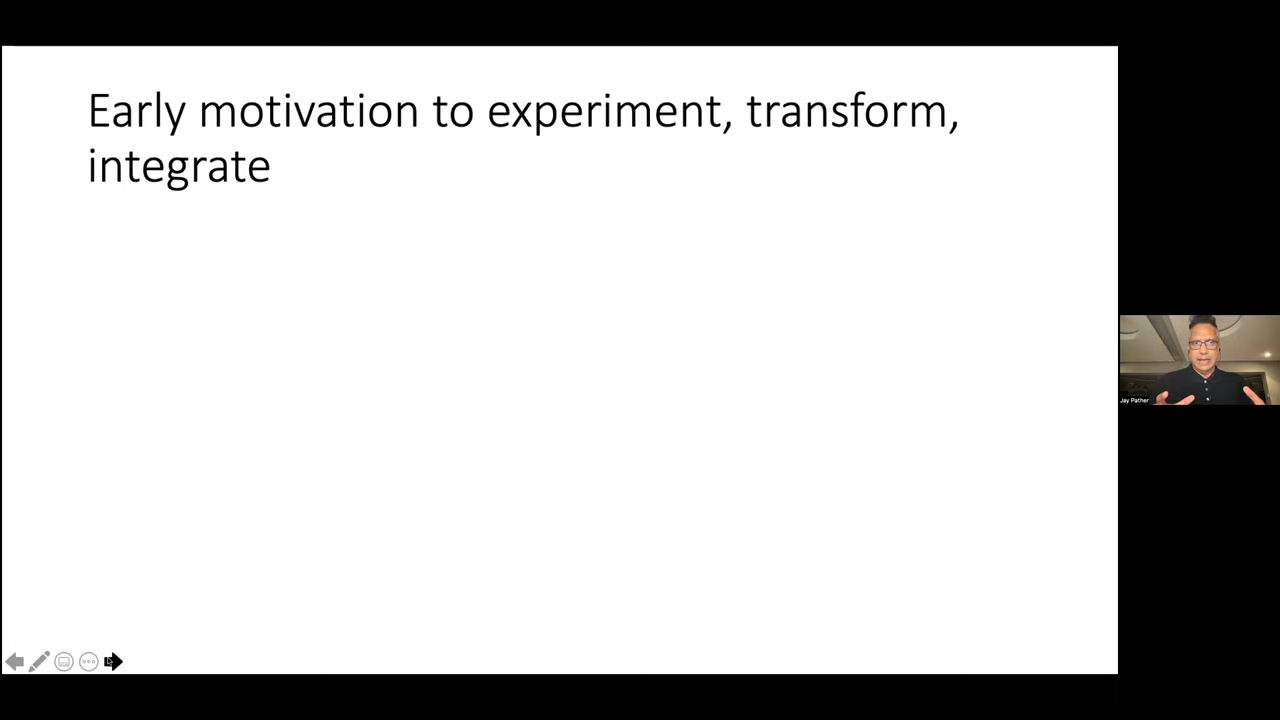 Early motivation to experiment, transform,
integrate
Jay Pather